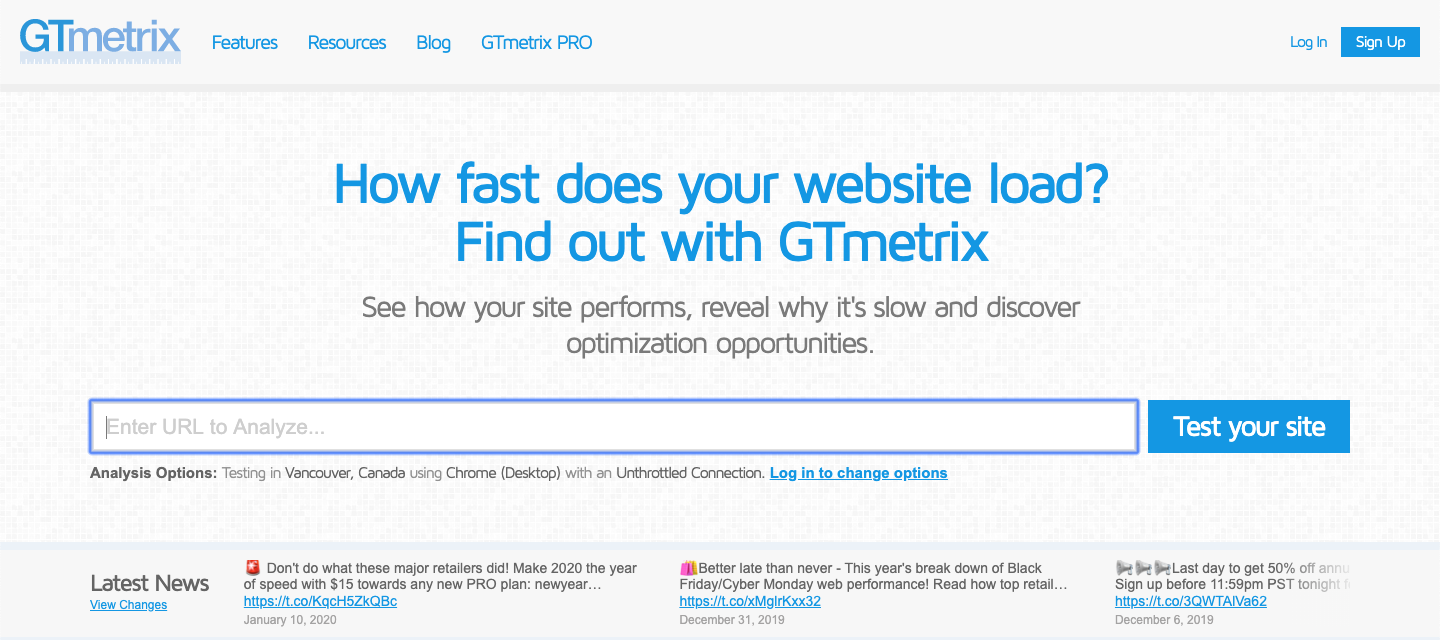 GTmetrix
Features
Resources
Blog
GTmetrix PRO
Log In
Sign Up
How fast does your website load?
Find out with GTmetrix
See how your site performs, reveal why it's slow and discover
optimization opportunities.
Enter URL to Analyze...
Test your site
Analysis Options: Testing in Vancouver, Canada using Chrome (Desktop) with an Unthrottled Connection. Log in to change options
Latest News
View Changes
🚨 Don't do what these major retailers did! Make 2020 the year
of speed with $15 towards any new PRO plan: newyear…
https://t.co/KqcH5ZkQBc
January 10, 2020
🛍️Better late than never - This year's break down of Black
Friday/Cyber Monday web performance! Read how top retail…
https://t.co/xMglrKxx32
December 31, 2019
📢📢📢Last day to get 50% off annu
Sign up before 11:59pm PST tonight f
https://t.co/3QWTAlVa62
December 6, 2019